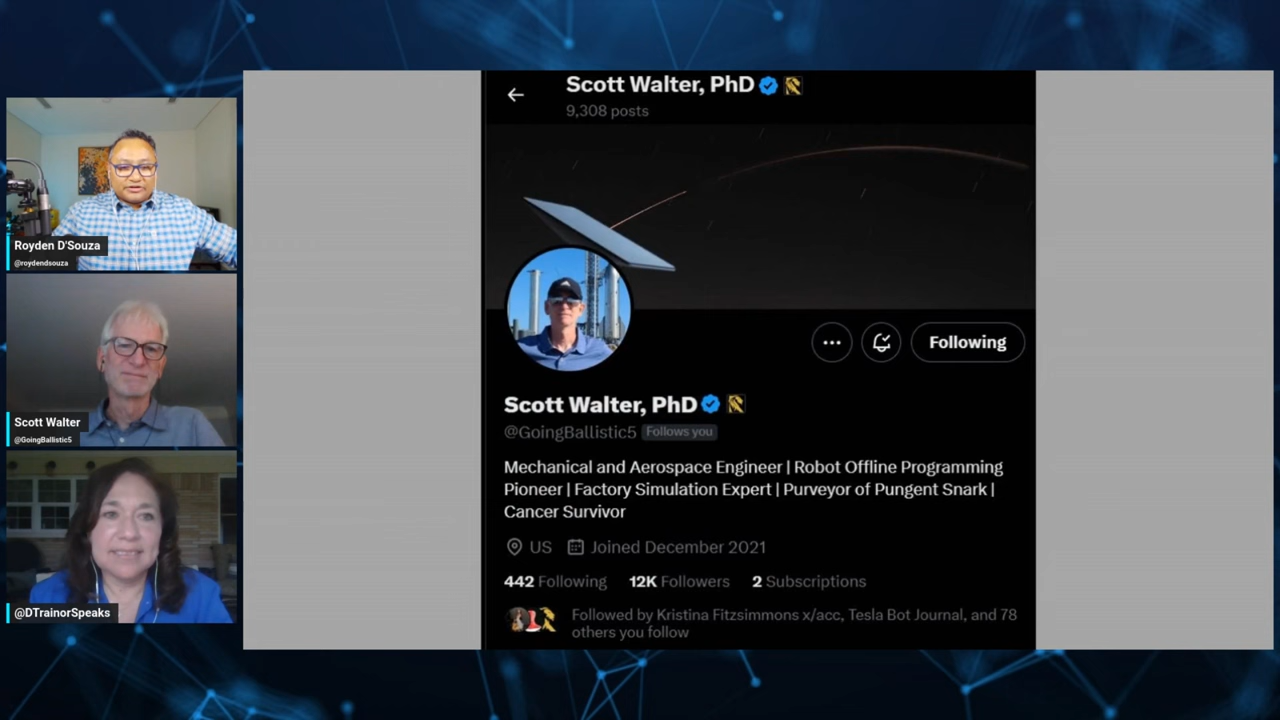 Royden D'Souza
@roydendsouza
Scott Walter
@GoingBallistic5
@DTrainorSpeaks
Scott Walter, PhD
9,308 posts
Following
Scott Walter, PhD
@GoingBallistic5 Follows you
Mechanical and Aerospace Engineer | Robot Offline Programming
Pioneer | Factory Simulation Expert | Purveyor of Pungent Snark |
Cancer Survivor
US Joined December 2021
442 Following 12K Followers 2 Subscriptions
Followed by Kristina Fitzsimmons x/acc, Tesla Bot Journal, and 78
others you follow